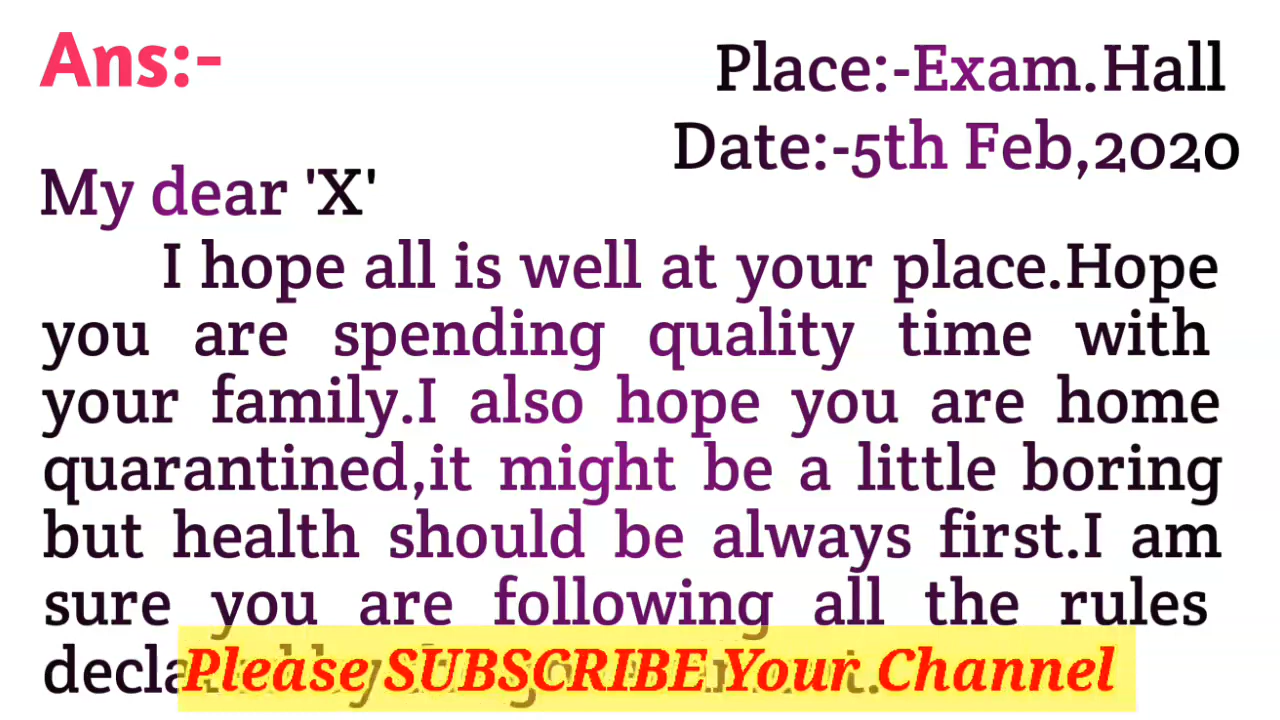 Ans:-
Place:-Exam.Hall
Date:-5th Feb,2020
My dear 'X'
I hope all is well at your place.Hope
you are spending quality time with
your family.I also hope you are home
quarantined,it might be a little boring
but health should be always first.I am
sure you are following all the rules
Please SUBSCRIBE Your Channel